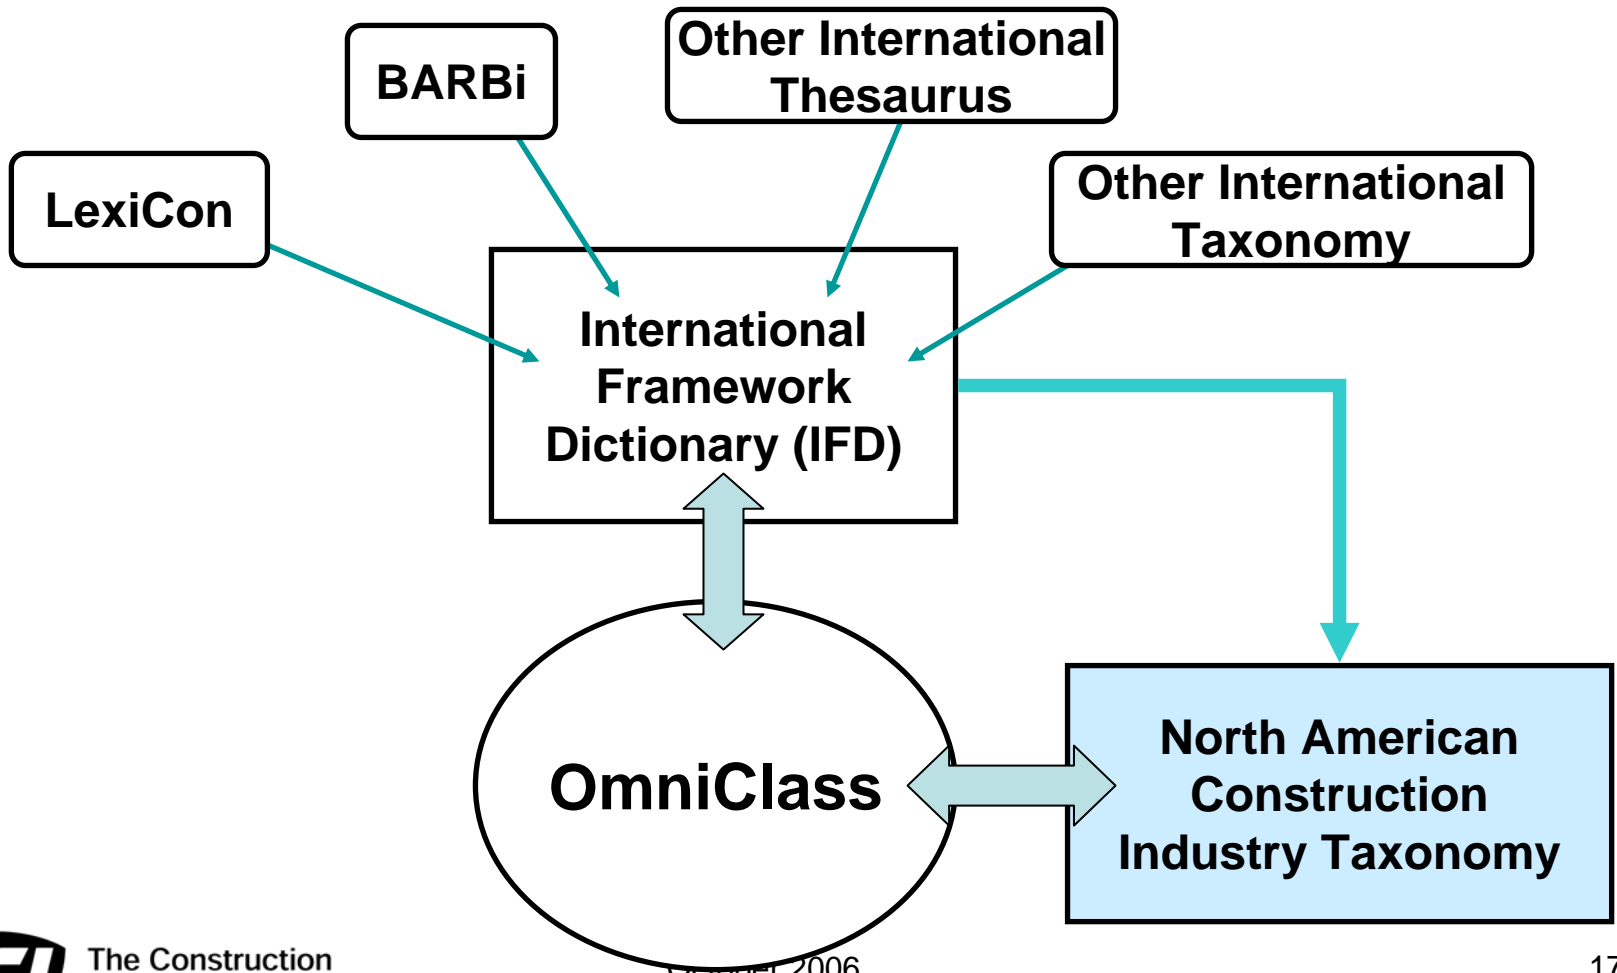 Other International
Thesaurus
BARBi
LexiCon
Other International
Taxonomy
International
Framework
Dictionary (IFD)
OmniClass
North American
Construction
Industry Taxonomy
The Construction
2006
17